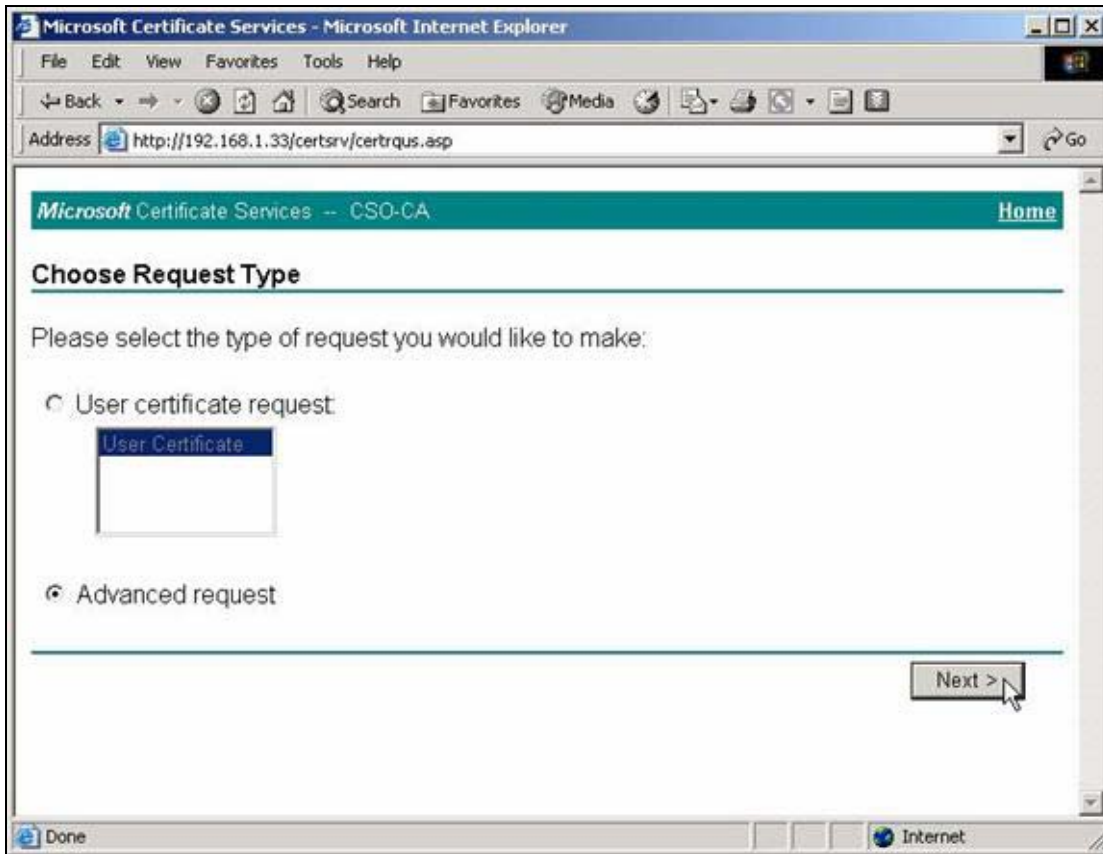 Microsoft Certificate Services - Microsoft Internet Explorer
File Edit View Favorites Tools Help
Back Search Favorites Media
Address http://192.168.1.33/certsrv/certrqus.asp Go
Microsoft Certificate Services -- CSO-CA Home
Choose Request Type
Please select the type of request you would like to make:
User certificate request:
User Certificate
Advanced request
Next >
Done Internet